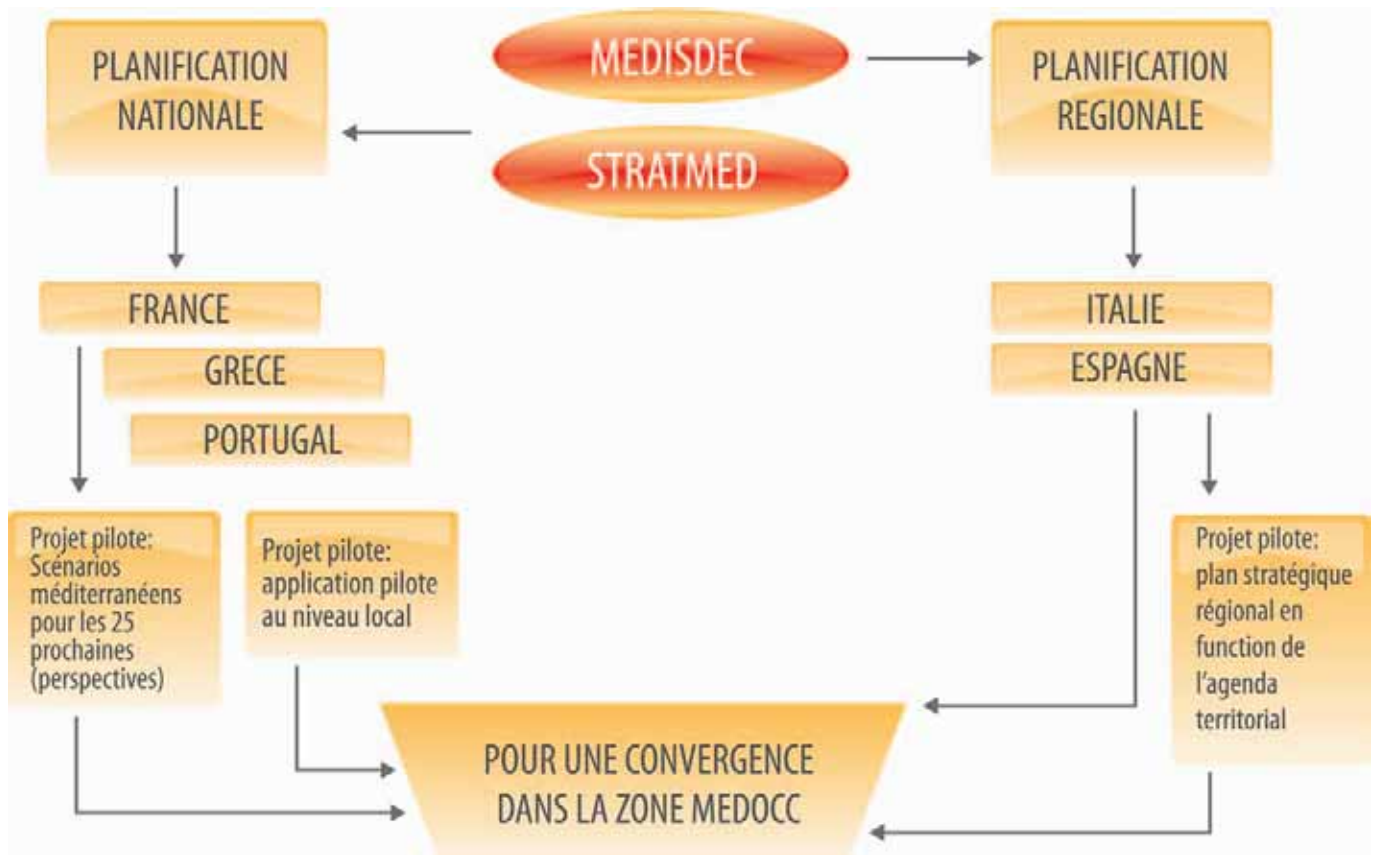 PLANIFICATION
NATIONALE
MEDISDEC
STRATMED
PLANIFICATION
REGIONALE
FRANCE
GRECE
PORTUGAL
ITALIE
ESPAGNE
Projet pilote:
Scénarios
méditerranéens
pour les 25
prochaines
(perspectives)
Projet pilote:
application pilote
au niveau local
Projet pilote:
plan stratégique
régional en
function de
l'agenda
territorial
POUR UNE CONVERGENCE
DANS LA ZONE MEDOCC